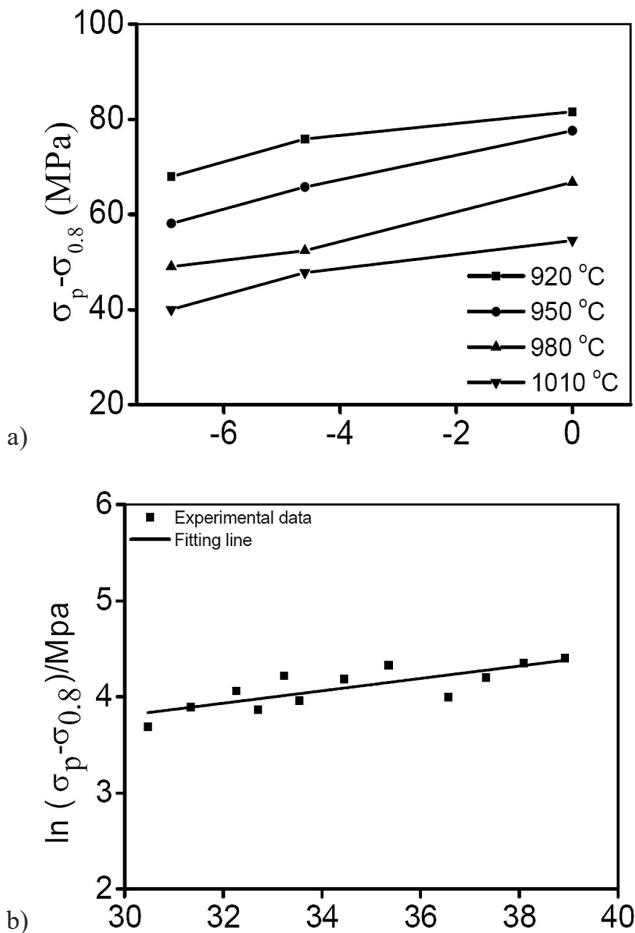 100
80
60
40
20
σp-σ0.8 (MPa)
920 °C
950 °C
980 °C
1010 °C
-6 -4 -2 0
a)
6
5
4
3
2
ln (σp-σ0.8)/Mpa
Experimental data
Fitting line
30 32 34 36 38 40
b)